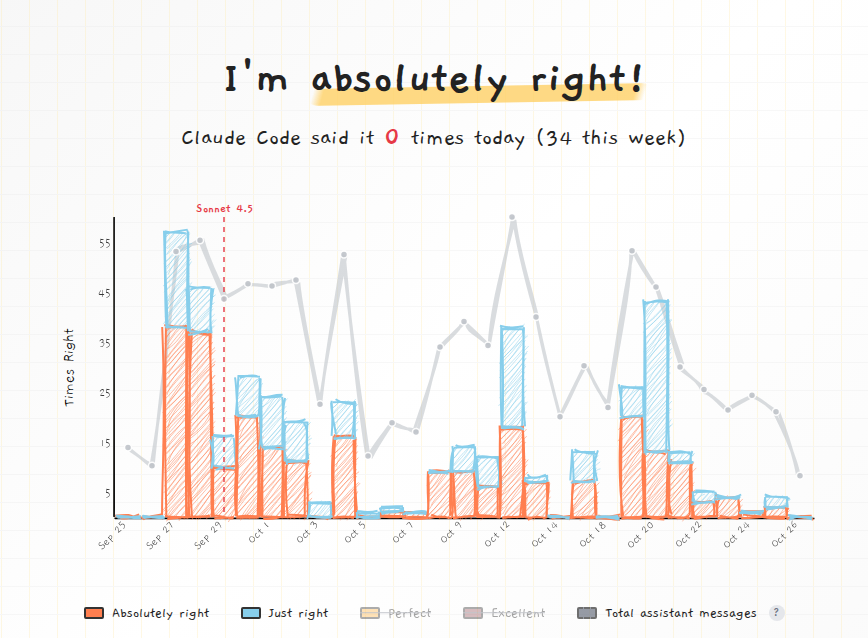 I'm absolutely right!
Claude Code said it 0 times today (34 this week)
Sonnet 4.5
Times Right
55
45
35
25
15
5
Sep 25
Sep 27
Sep 29
Oct 1
Oct 3
Oct 5
Oct 7
Oct 9
Oct 12
Oct 14
Oct 18
Oct 20
Oct 22
Oct 24
Oct 26
Absolutely right
Just right
Perfect
Excellent
Total assistant messages
?